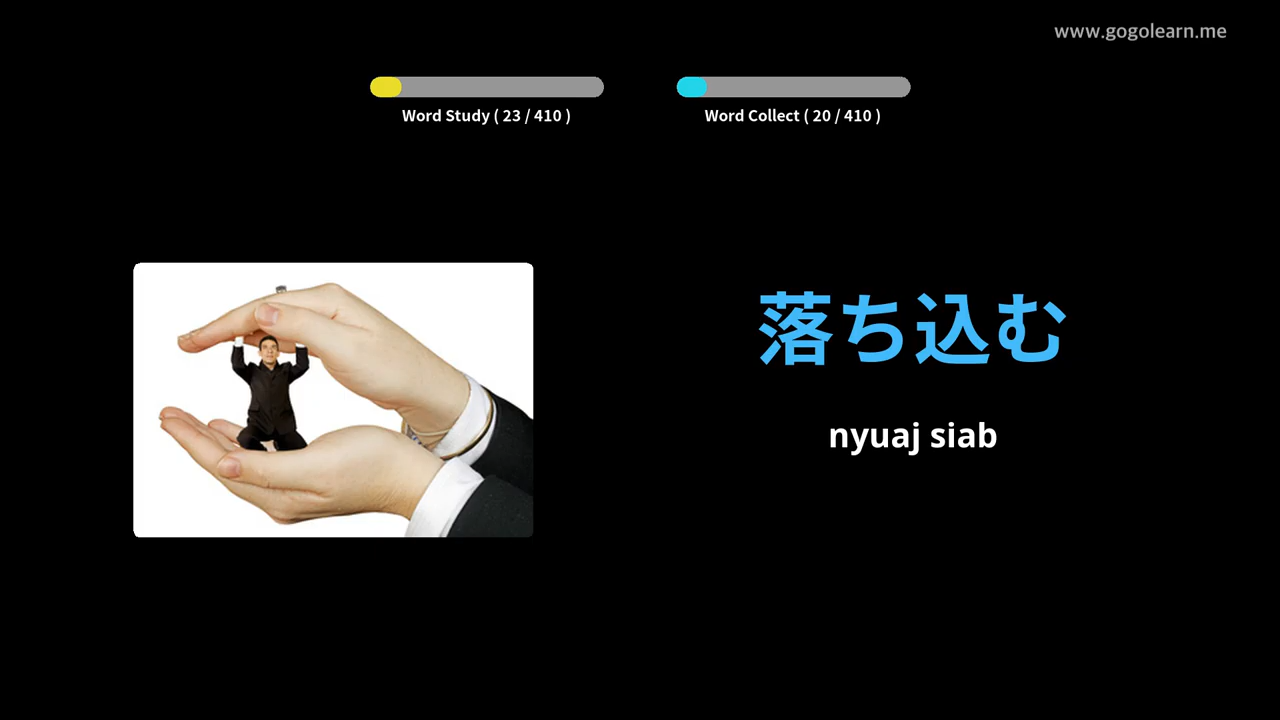 www.gogolearn.me
Word Study ( 23 / 410 )
Word Collect ( 20 / 410 )
落ち込む
nyuaj siab